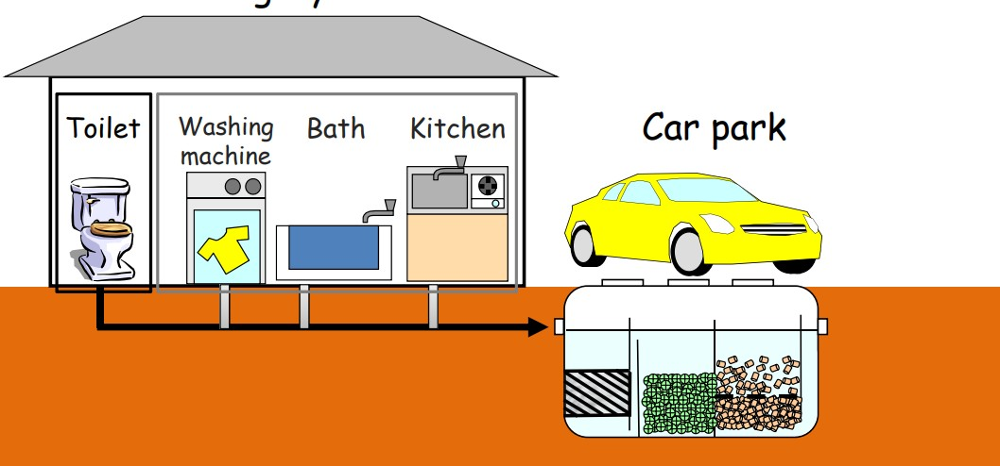 Toilet
Washing
machine
Bath
Kitchen
Car park